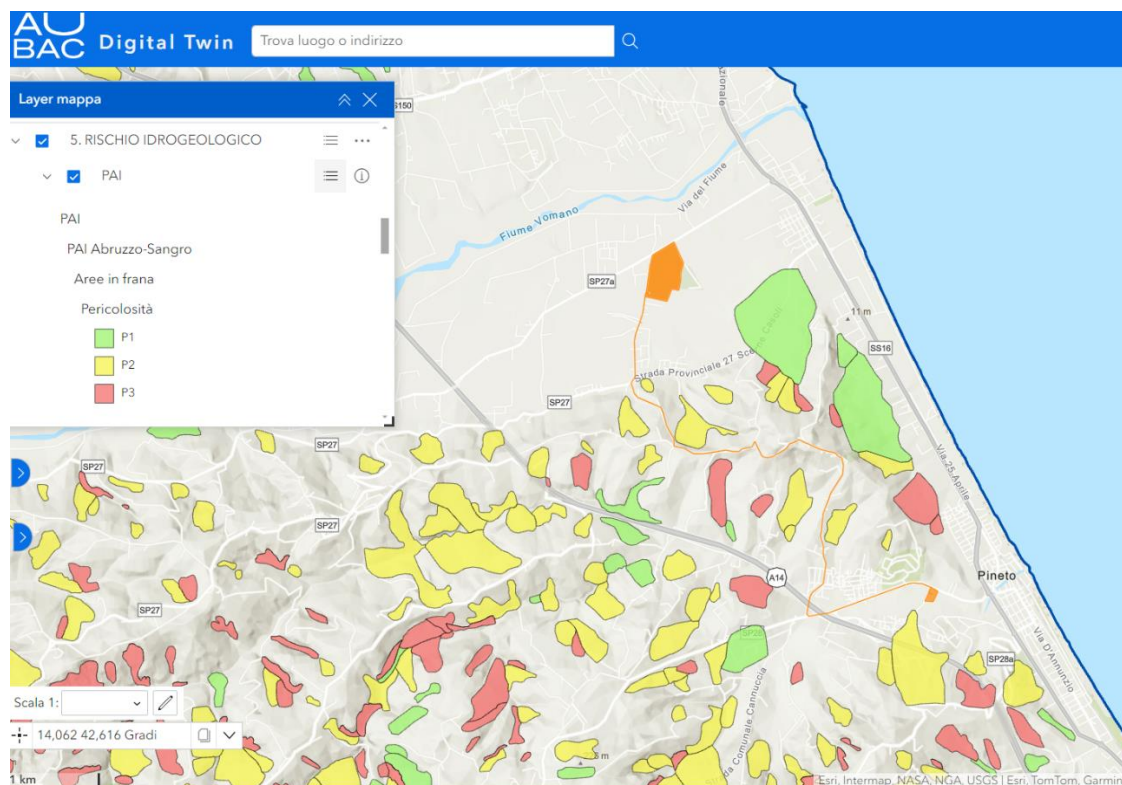 AU
BAC Digital Twin
Trova luogo o indirizzo
Layer mappa
5. RISCHIO IDROGEOLOGICO
PAI
PAI
PAI Abruzzo-Sangro
Aree in frana
Pericolosità
P1
P2
P3
S150
Nazionale
Via del Fiume
Fiume Vomano
SP27a
11 m
SS16
Strada Provinciale 27 Scerne Casoli
SP27
SP27
SP27
SP27
SP27
Via 25 Aprile
A14
Pineto
SP28
SP28a
Via D'Annunzio
Strada Comunale Cannuccia
Scala 1:
14,062 42,616 Gradi
1 km
Esri, Intermap, NASA, NGA, USGS | Esri, TomTom, Garmin